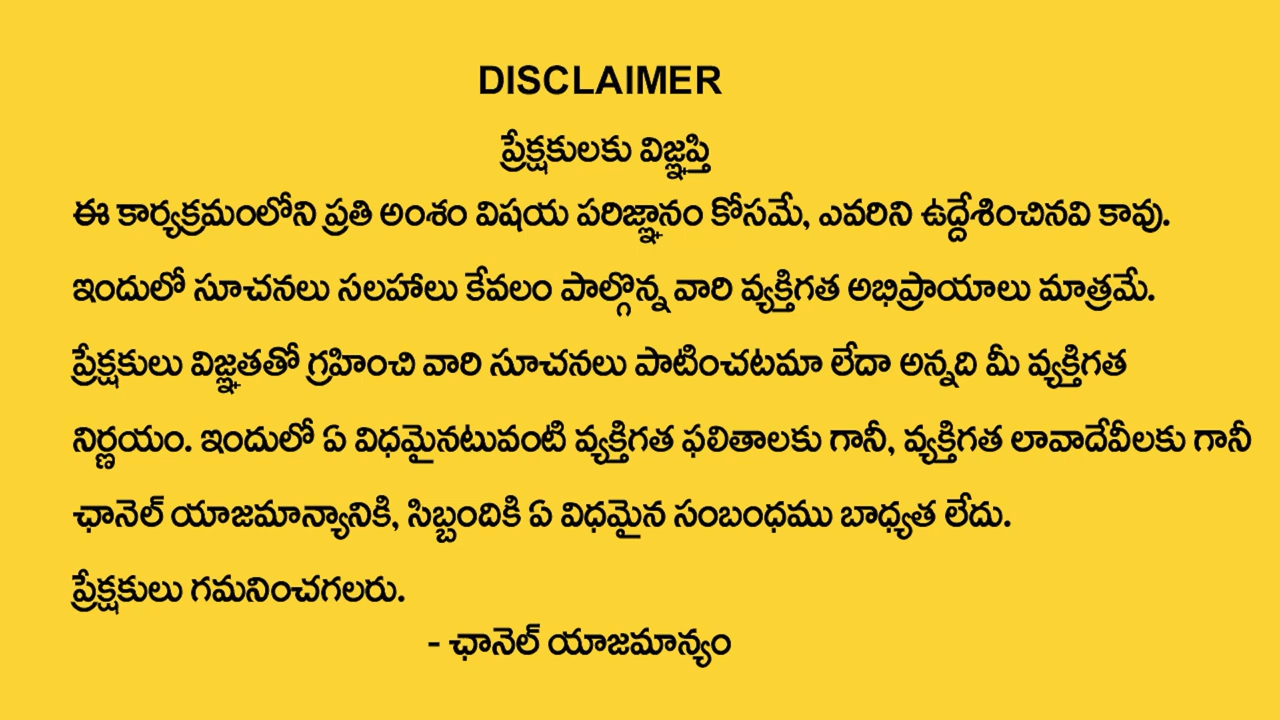 DISCLAIMER
ప్రేక్షకులకు విజ్ఞప్తి
ఈ కార్యక్రమంలోని ప్రతి అంశం విషయ పరిజ్ఞానం కోసమే, ఎవరిని ఉద్దేశించినవి కావు.
ఇందులో సూచనలు సలహాలు కేవలం పాల్గొన్న వారి వ్యక్తిగత అభిప్రాయాలు మాత్రమే.
ప్రేక్షకులు విజ్ఞతతో గ్రహించి వారి సూచనలు పాటించటమా లేదా అన్నది మీ వ్యక్తిగత
నిర్ణయం. ఇందులో ఏ విధమైనటువంటి వ్యక్తిగత ఫలితాలకు గానీ, వ్యక్తిగత లావాదేవీలకు గానీ
ఛానెల్ యాజమాన్యానికి, సిబ్బందికి ఏ విధమైన సంబంధము బాధ్యత లేదు.
ప్రేక్షకులు గమనించగలరు.
- ఛానెల్ యాజమాన్యం